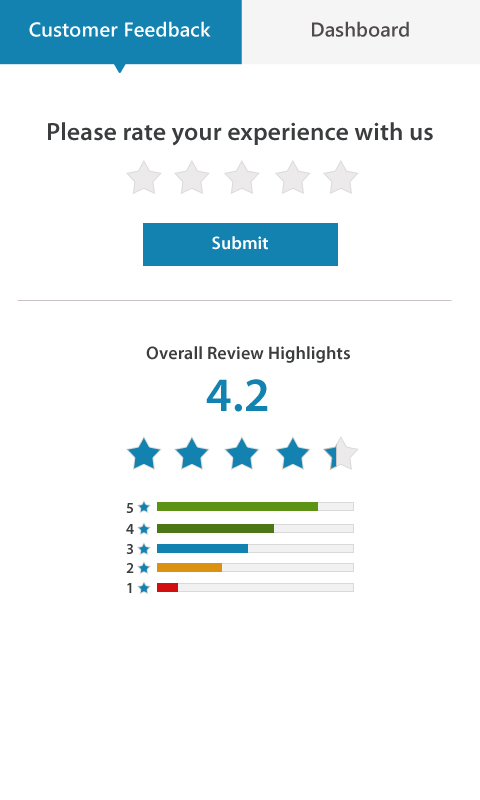 Customer Feedback
Dashboard
Please rate your experience with us
Submit
Overall Review Highlights
4.2
5
4
3
2
1